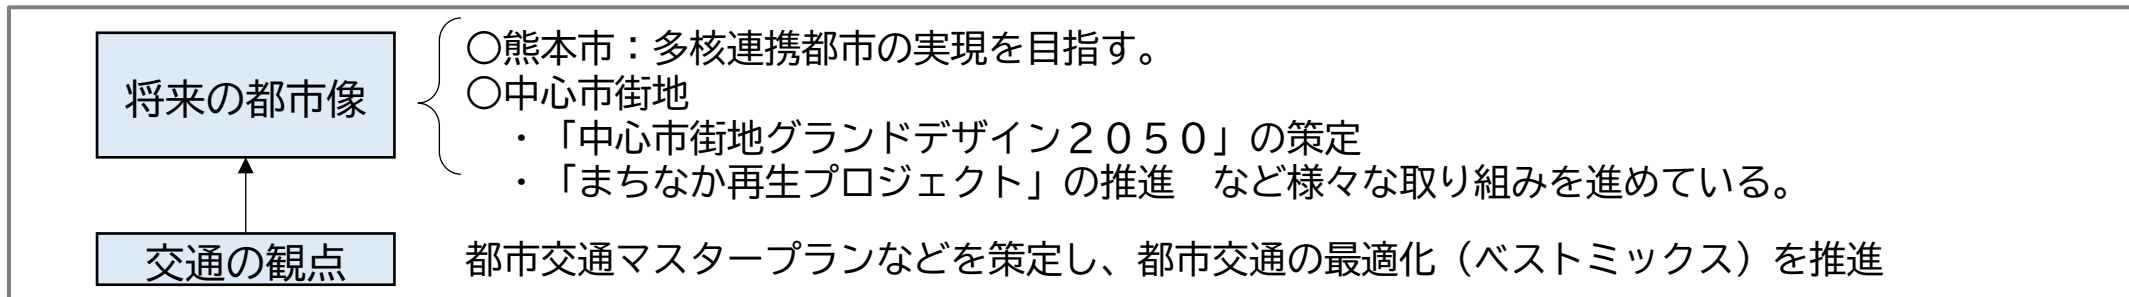 将来の都市像
○熊本市：多核連携都市の実現を目指す。
○中心市街地
・「中心市街地グランドデザイン２０５０」の策定
・「まちなか再生プロジェクト」の推進　など様々な取り組みを進めている。
交通の観点
都市交通マスタープランなどを策定し、都市交通の最適化（ベストミックス）を推進